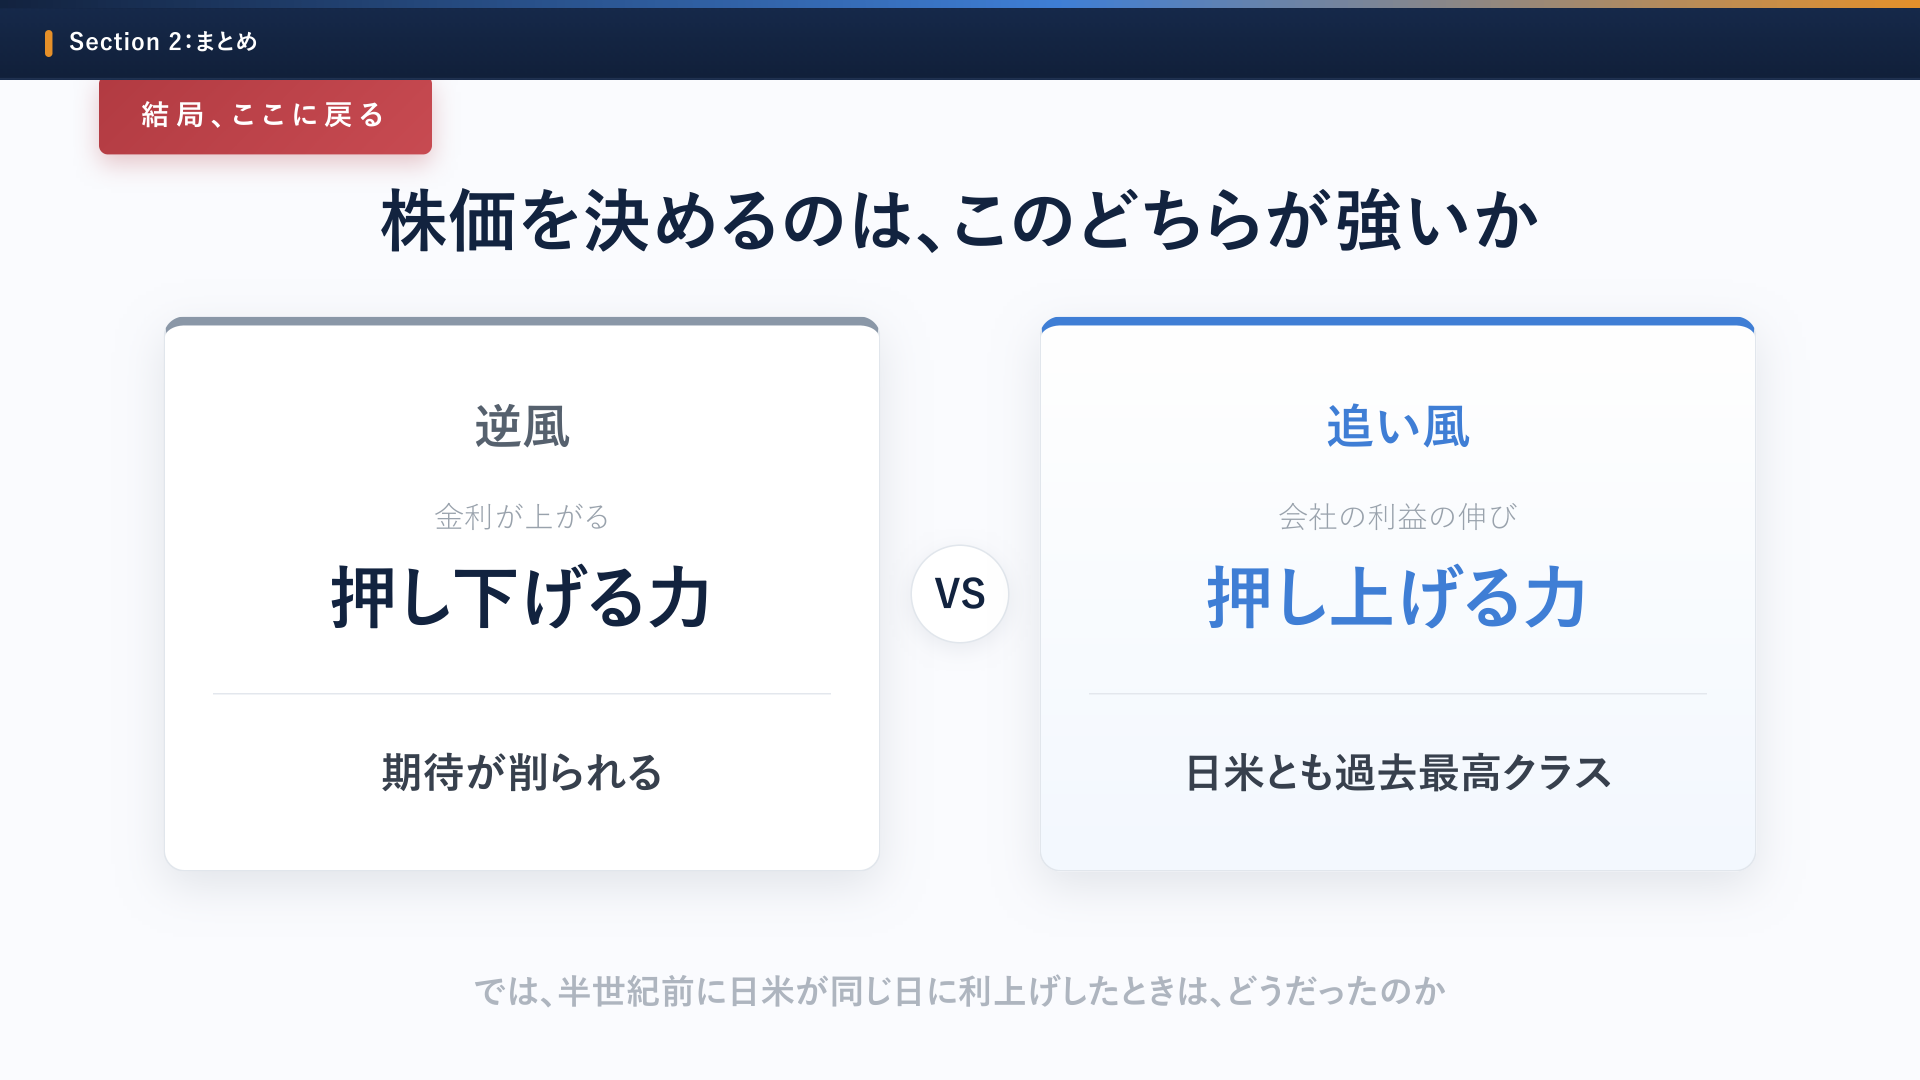 Section 2：まとめ
結局、ここに戻る
株価を決めるのは、このどちらが強いか
逆風
金利が上がる
押し下げる力
期待が削られる
VS
追い風
会社の利益の伸び
押し上げる力
日米とも過去最高クラス
では、半世紀前に日米が同じ日に利上げしたときは、どうだったのか